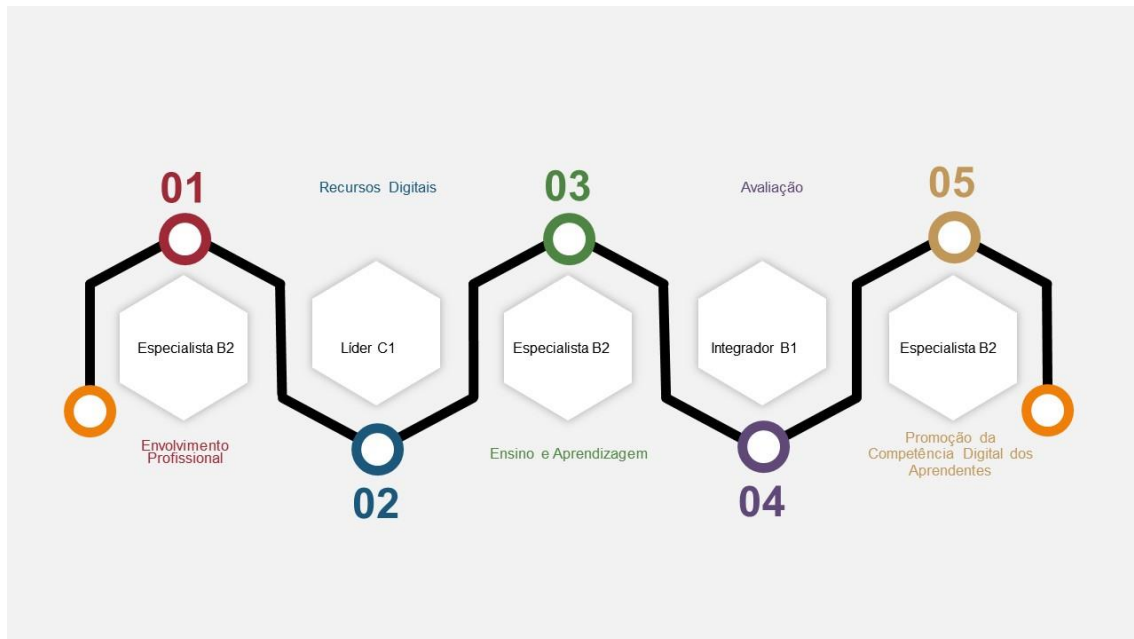 01
Especialista B2
Envolvimento
Profissional
Recursos Digitais
Líder C1
02
03
Especialista B2
Ensino e Aprendizagem
Avaliação
Integrador B1
04
05
Especialista B2
Promoção da
Competência Digital dos
Aprendentes